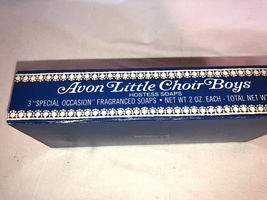 Avon Little Choir Boys
HOSTESS SOAPS
3 "SPECIAL OCCASION" FRAGRANCED SOAPS • NET WT 2 OZ. EACH - TOTAL NET W